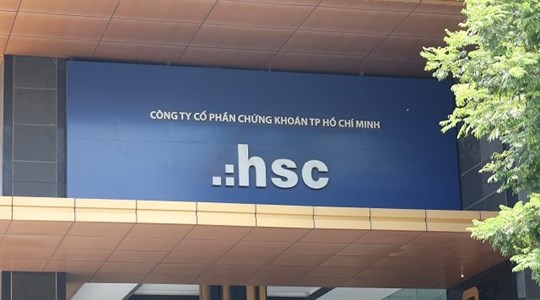 CÔNG TY CỔ PHẦN CHỨNG KHOÁN TP HỒ CHÍ MINH
.:hsc